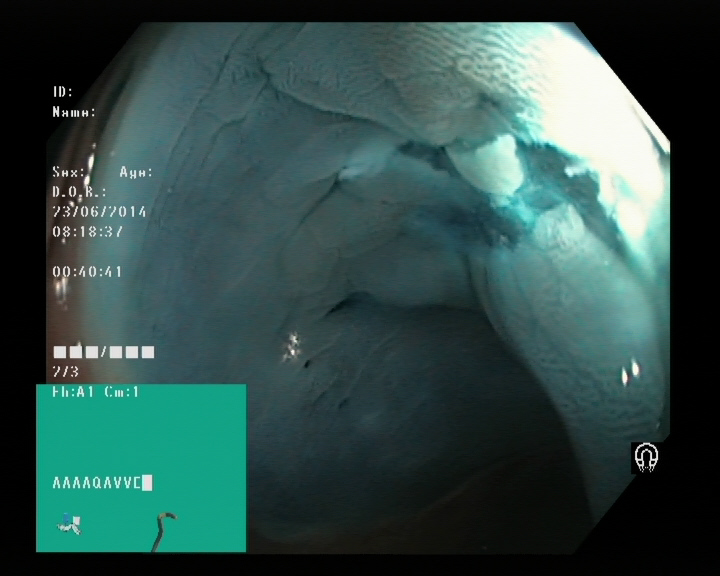 ID:
Name:
Sex: Age:
D.O.B.:
23/06/2014
08:18:37
00:40:41
■■■/■■■
2/3
Eh:A1 Cm:1
AAAAQAVVE